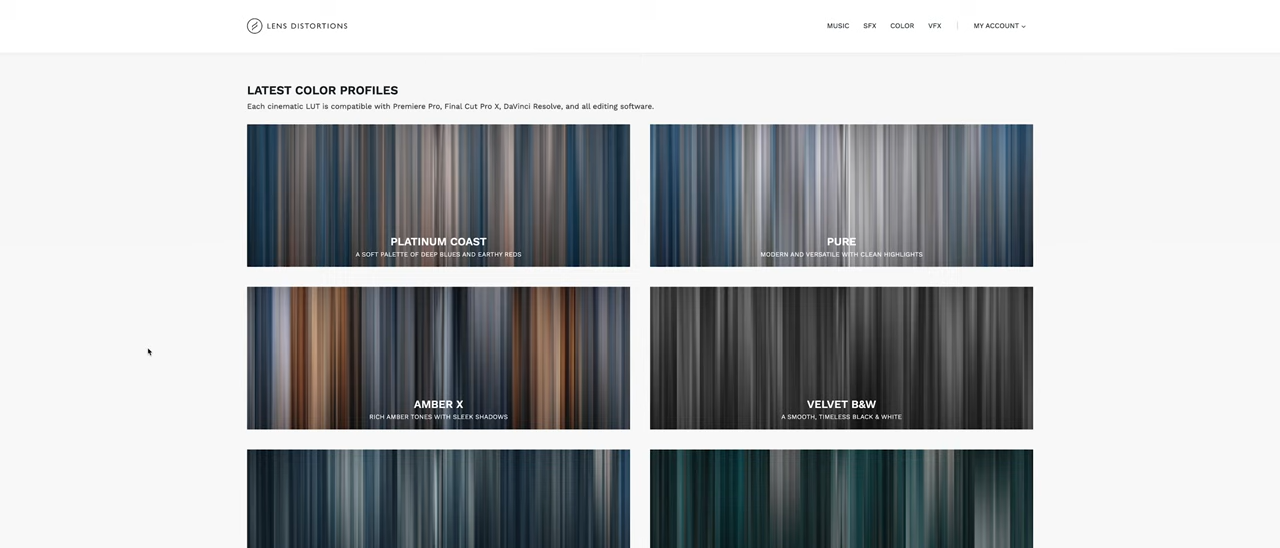 LENS DISTORTIONS
MUSIC SFX COLOR VFX MY ACCOUNT
LATEST COLOR PROFILES
Each cinematic LUT is compatible with Premiere Pro, Final Cut Pro X, DaVinci Resolve, and all editing software.
PLATINUM COAST
A SOFT PALETTE OF DEEP BLUES AND EARTHY REDS
PURE
MODERN AND VERSATILE WITH CLEAN HIGHLIGHTS
AMBER X
RICH AMBER TONES WITH SLEEK SHADOWS
VELVET B&W
A SMOOTH, TIMELESS BLACK & WHITE